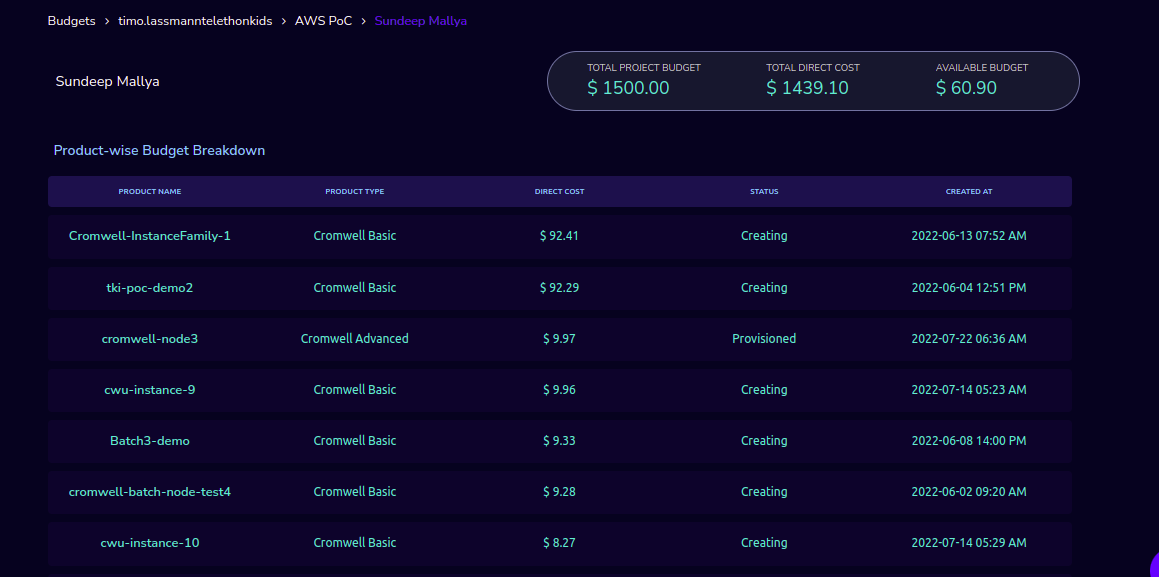 Budgets > timo.lassmanntelethonkids > AWS PoC > Sundeep Mallya
Sundeep Mallya
TOTAL PROJECT BUDGET TOTAL DIRECT COST AVAILABLE BUDGET
$ 1500.00 $ 1439.10 $ 60.90
Product-wise Budget Breakdown
PRODUCT NAME PRODUCT TYPE DIRECT COST STATUS CREATED AT
Cromwell-InstanceFamily-1 Cromwell Basic $ 92.41 Creating 2022-06-13 07:52 AM
tki-poc-demo2 Cromwell Basic $ 92.29 Creating 2022-06-04 12:51 PM
cromwell-node3 Cromwell Advanced $ 9.97 Provisioned 2022-07-22 06:36 AM
cwu-instance-9 Cromwell Basic $ 9.96 Creating 2022-07-14 05:23 AM
Batch3-demo Cromwell Basic $ 9.33 Creating 2022-06-08 14:00 PM
cromwell-batch-node-test4 Cromwell Basic $ 9.28 Creating 2022-06-02 09:20 AM
cwu-instance-10 Cromwell Basic $ 8.27 Creating 2022-07-14 05:29 AM